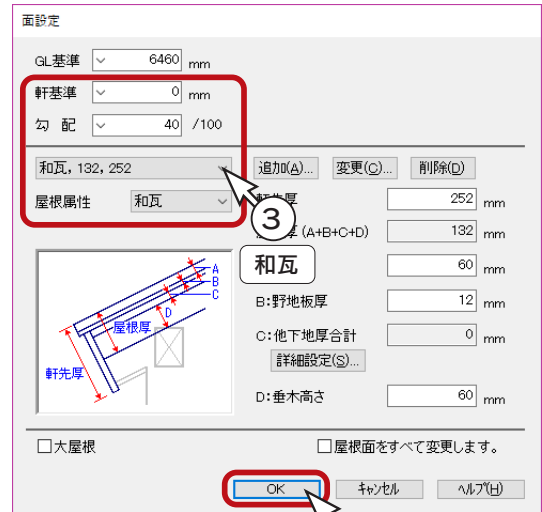 面設定
GL基準 6460 mm
軒基準 0 mm
勾 配 40 /100
和瓦, 132, 252 追加(A)... 変更(C)... 削除(D)
屋根属性 和瓦
252 mm
③
(A+B+C+D) 132 mm
和瓦
60 mm
B:野地板厚 12 mm
C:他下地厚合計 0 mm
詳細設定(S)...
D:垂木高さ 60 mm
A
B
C
D
屋根厚
軒先厚
大屋根 屋根面をすべて変更します。
OK キャンセル ヘルプ(H)